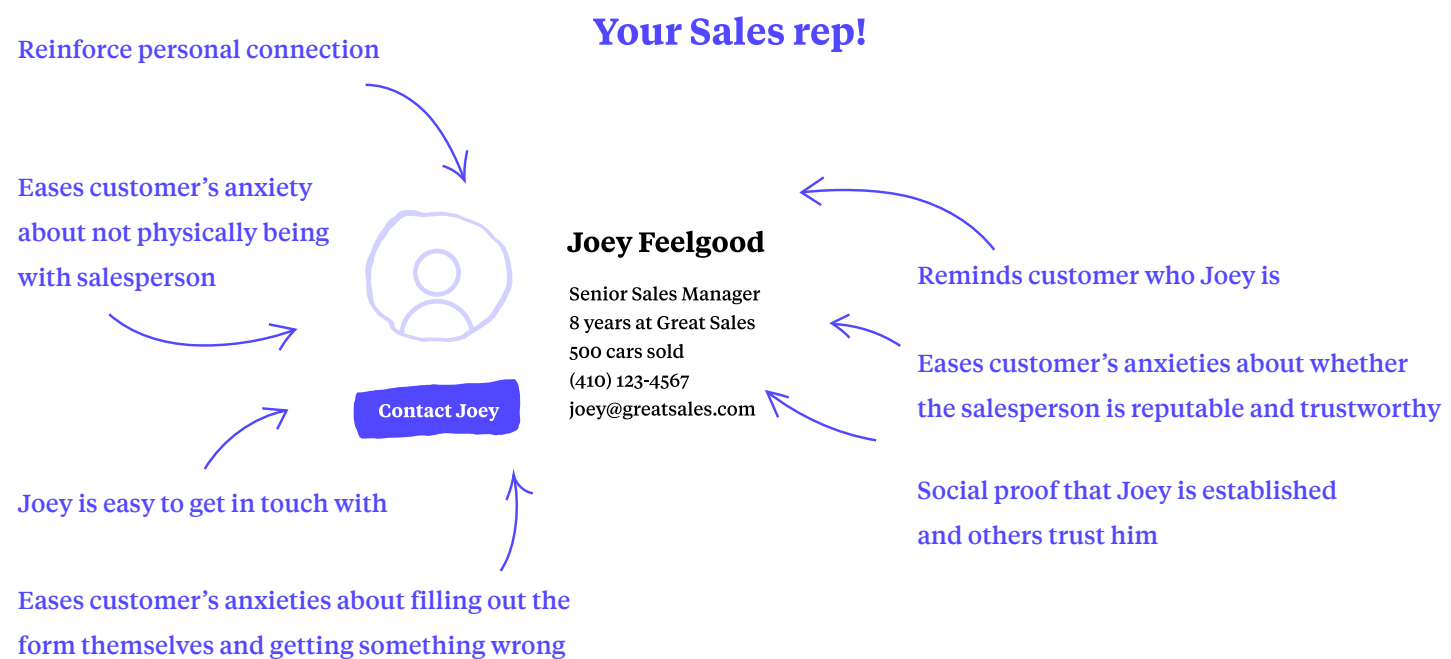 Your Sales rep!
Reinforce personal connection
Eases customer’s anxiety
about not physically being
with salesperson
Joey Feelgood
Senior Sales Manager
8 years at Great Sales
500 cars sold
(410) 123-4567
joey@greatsales.com
Contact Joey
Reminds customer who Joey is
Eases customer’s anxieties about whether
the salesperson is reputable and trustworthy
Social proof that Joey is established
and others trust him
Joey is easy to get in touch with
Eases customer’s anxieties about filling out the
form themselves and getting something wrong